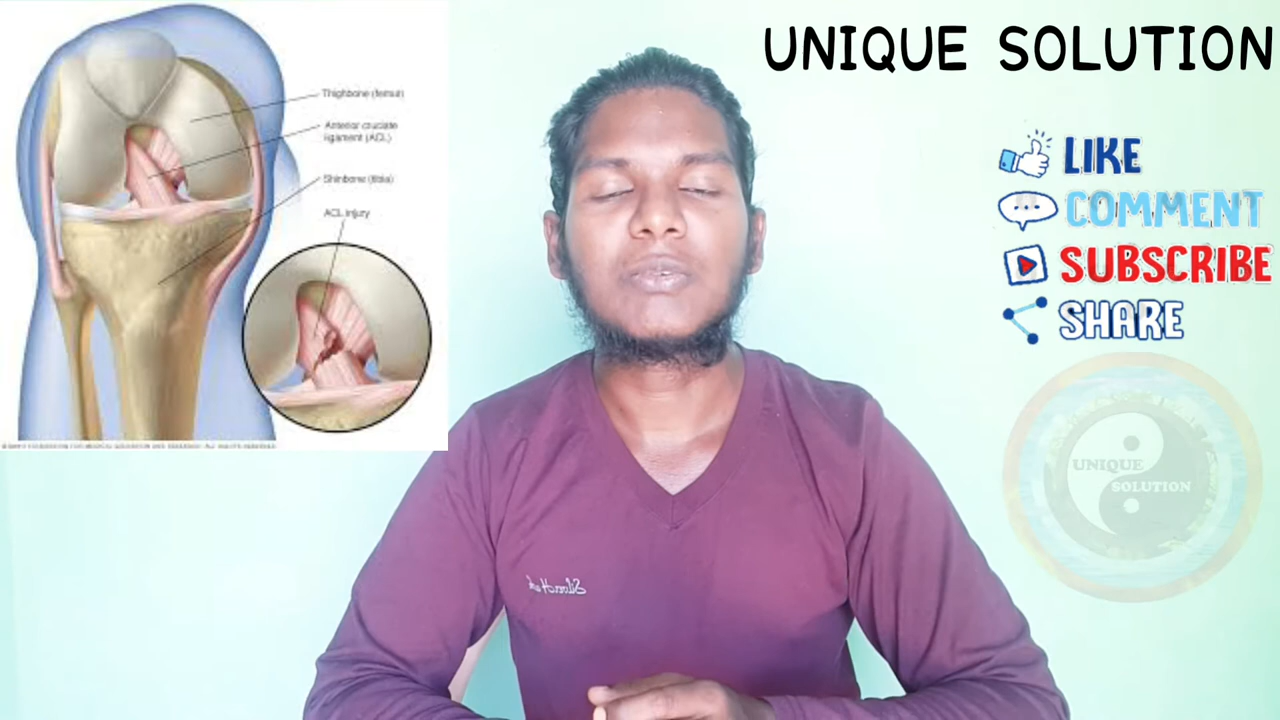 UNIQUE SOLUTION
Thighbone (femur)
Anterior cruciate
ligament (ACL)
Shinbone (tibia)
ACL injury
LIKE
COMMENT
SUBSCRIBE
SHARE
UNIQUE
SOLUTION